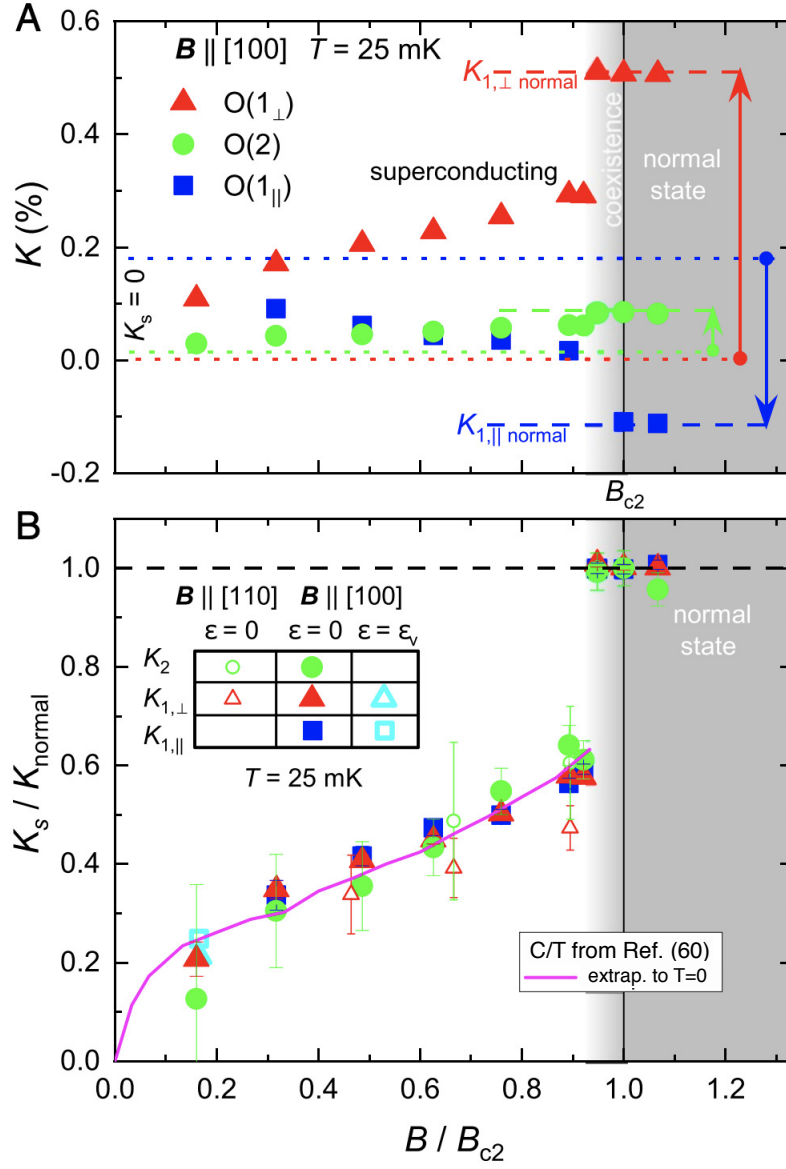 A
B || [100] T = 25 mK
O(1⊥)
O(2)
O(1||)
superconducting
coexistence
normal
state
K1,⊥ normal
K1,|| normal
Ks = 0
K (%)
0.6
0.4
0.2
0.0
-0.2
Bc2
B
B || [110] B || [100]
ε = 0 ε = 0 ε = εv
K2
K1,⊥
K1,||
T = 25 mK
normal
state
C/T from Ref. (60)
extrap. to T=0
Ks / Knormal
1.0
0.8
0.6
0.4
0.2
0.0
0.0 0.2 0.4 0.6 0.8 1.0 1.2
B / Bc2